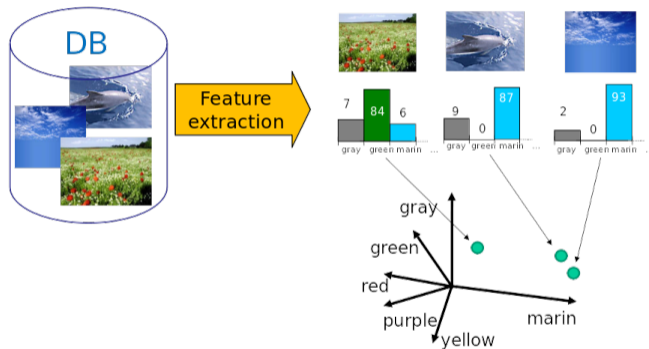 DB
Feature
extraction
7
84
6
gray
green
marin
...
9
0
87
gray
green
marin
...
2
0
93
gray
green
marin
...
gray
green
red
purple
yellow
marin